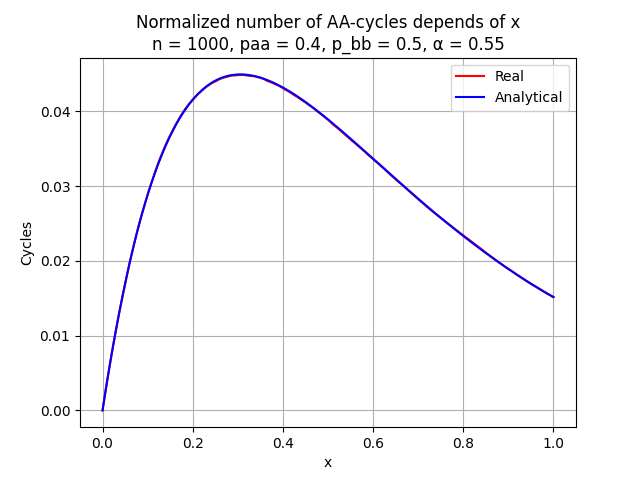 Normalized number of AA-cycles depends of x
n = 1000, paa = 0.4, p_bb = 0.5, α = 0.55
Real
Analytical
0.04
0.03
0.02
0.01
0.00
Cycles
0.0 0.2 0.4 0.6 0.8 1.0
x